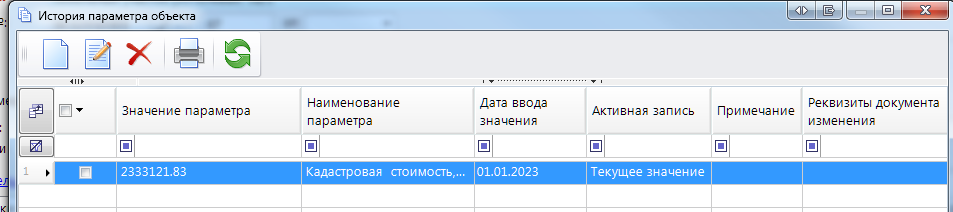 История параметра объекта
Значение параметра
Наименование параметра
Дата ввода значения
Активная запись
Примечание
Реквизиты документа изменения
1
2333121.83
Кадастровая стоимость,...
01.01.2023
Текущее значение